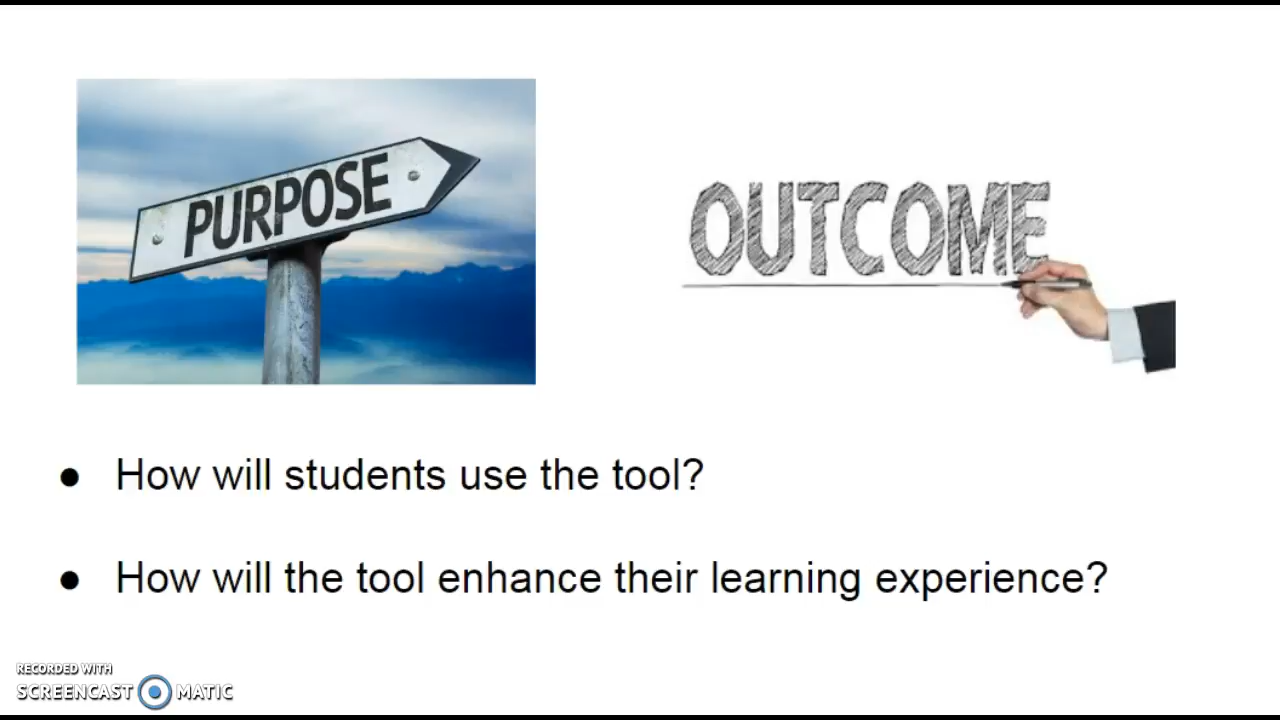 PURPOSE
OUTCOME
● How will students use the tool?
● How will the tool enhance their learning experience?
RECORDED WITH
SCREENCAST MATIC